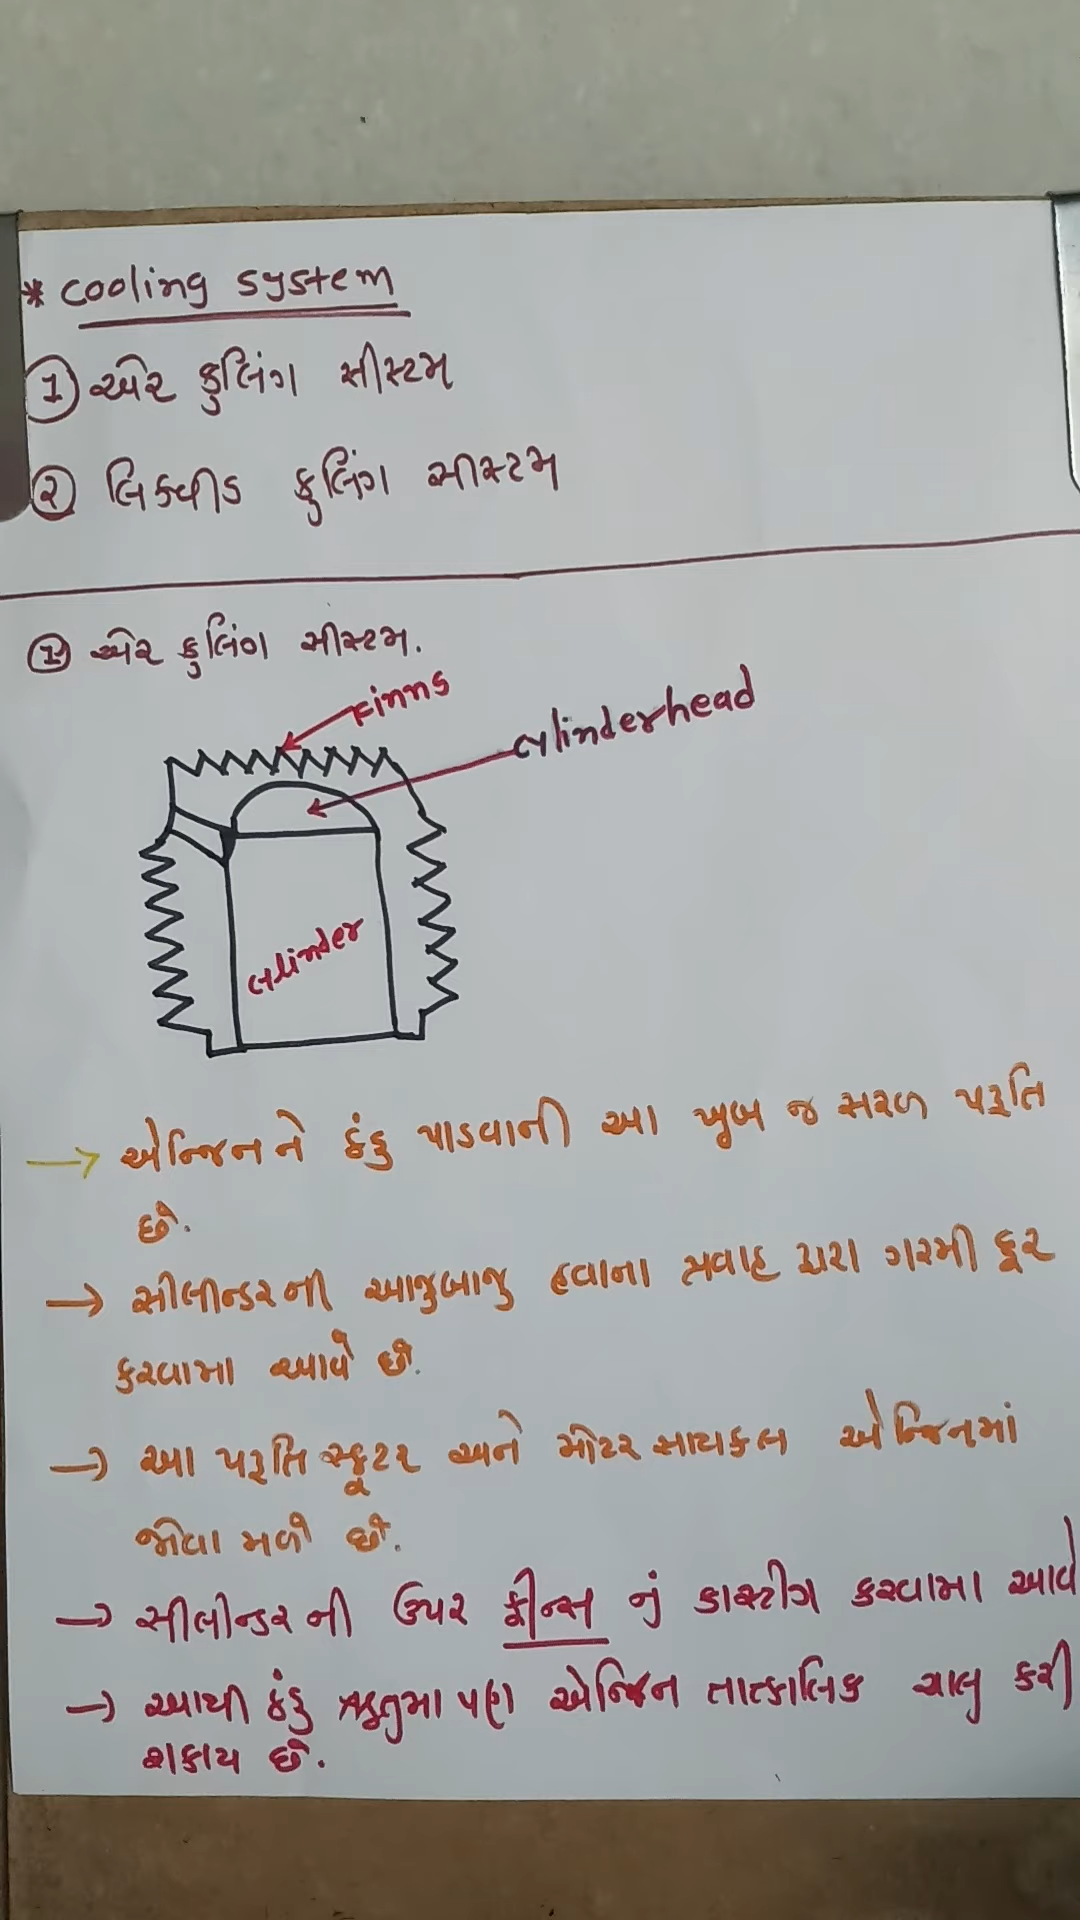 * Cooling system
1 એર કુલિંગ સીસ્ટમ
૨ લિક્વીડ કુલિંગ સીસ્ટમ
1 એર કુલિંગ સીસ્ટમ.
Finns
cylinderhead
cylinder
→ એન્જિનને ઠંડુ પાડવાની આ ખૂબ જ સરળ પદ્ધતિ
છે.
→ સીલીન્ડરની આજુબાજુ હવાના પ્રવાહ દ્વારા ગરમી દૂર
કરવામા આવે છે.
→ આ પદ્ધતિ સ્કૂટર અને મોટર સાયકલ એન્જિનમાં
જોવા મળે છે.
→ સીલીન્ડરની ઉપર ફીન્સ નું કાસ્ટીગ કરવામા આવે
→ આથી ઠંડુ ઋતુમા પણ એન્જિન તાત્કાલિક ચાલુ કરી
શકાય છે.